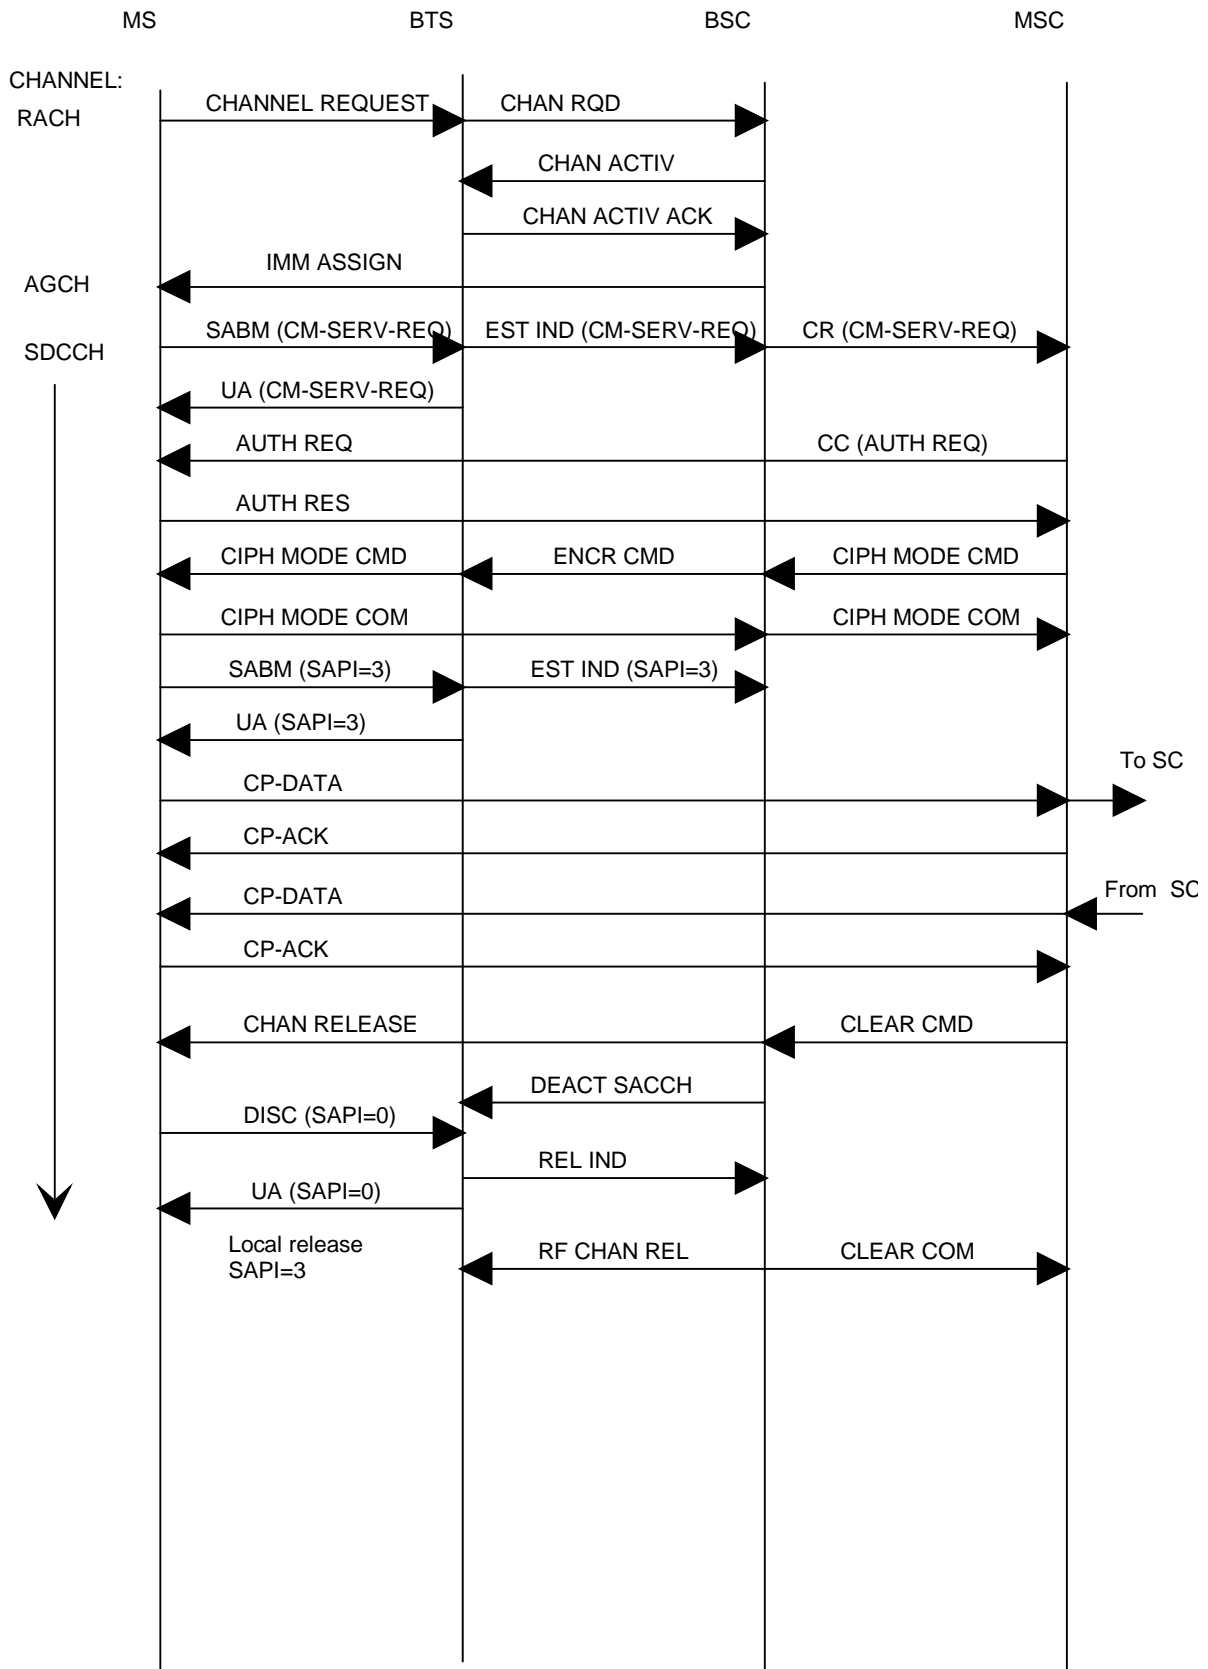 MS BTS BSC MSC
CHANNEL:
RACH CHANNEL REQUEST CHAN RQD
CHAN ACTIV
CHAN ACTIV ACK
AGCH IMM ASSIGN
SDCCH SABM (CM-SERV-REQ) EST IND (CM-SERV-REQ) CR (CM-SERV-REQ)
UA (CM-SERV-REQ)
AUTH REQ CC (AUTH REQ)
AUTH RES
CIPH MODE CMD ENCR CMD CIPH MODE CMD
CIPH MODE COM CIPH MODE COM
SABM (SAPI=3) EST IND (SAPI=3)
UA (SAPI=3)
To SC
CP-DATA
CP-ACK
CP-DATA From SC
CP-ACK
CHAN RELEASE CLEAR CMD
DEACT SACCH
DISC (SAPI=0)
REL IND
UA (SAPI=0)
Local release RF CHAN REL CLEAR COM
SAPI=3